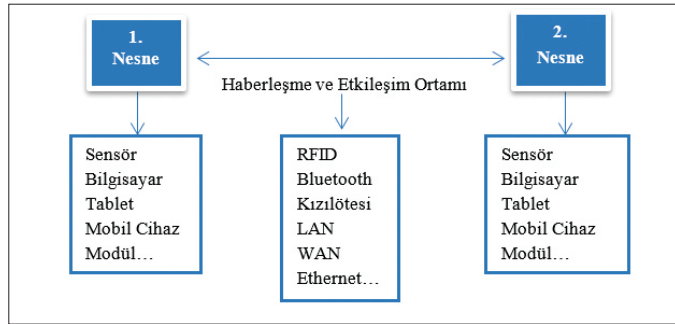 1.
Nesne
2.
Nesne
Haberleşme ve Etkileşim Ortamı
Sensör
Bilgisayar
Tablet
Mobil Cihaz
Modül…
RFID
Bluetooth
Kızılötesi
LAN
WAN
Ethernet…
Sensör
Bilgisayar
Tablet
Mobil Cihaz
Modül…